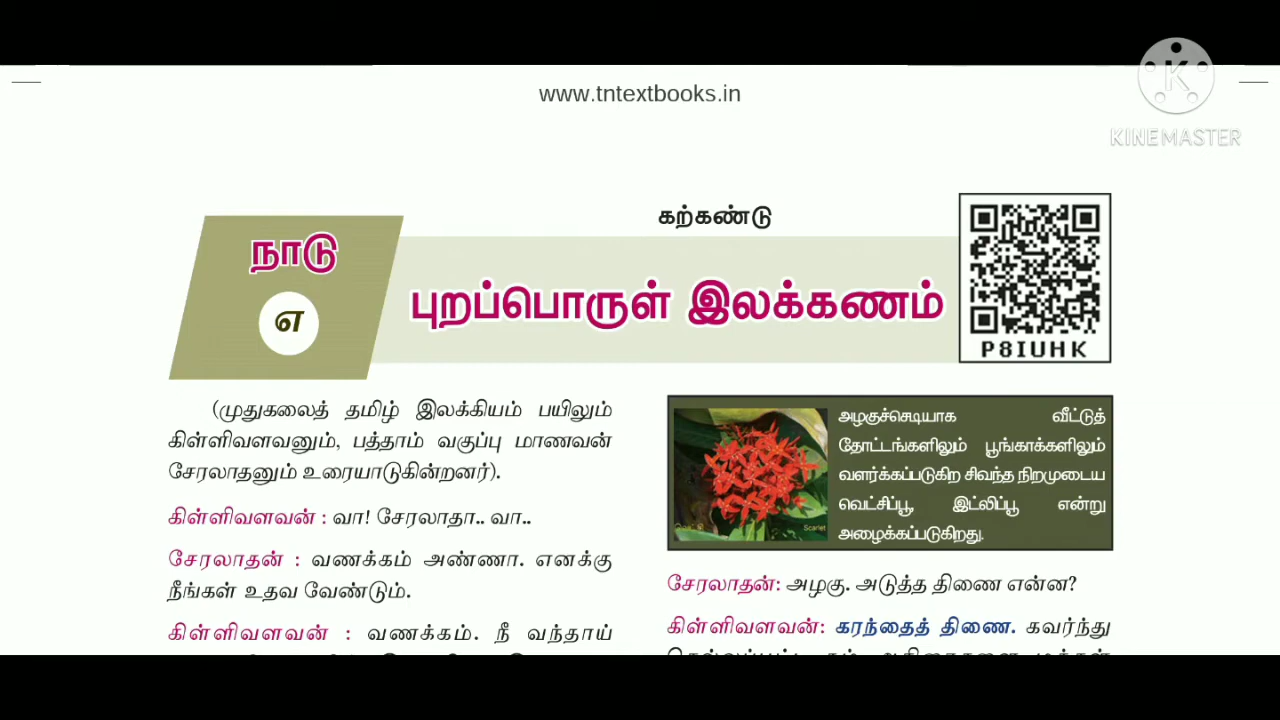 www.tntextbooks.in
KINEMASTER
கற்கண்டு
நாடு
எ
புறப்பொருள் இலக்கணம்
P8IUHK
(முதுகலைத் தமிழ் இலக்கியம் பயிலும்
கிள்ளிவளவனும், பத்தாம் வகுப்பு மாணவன்
சேரலாதனும் உரையாடுகின்றனர்).
கிள்ளிவளவன் : வா! சேரலாதா.. வா..
சேரலாதன் : வணக்கம் அண்ணா. எனக்கு
நீங்கள் உதவ வேண்டும்.
கிள்ளிவளவன் : வணக்கம். நீ வந்தாய்
அழகுச்செடியாக வீட்டுத்
தோட்டங்களிலும் பூங்காக்களிலும்
வளர்க்கப்படுகிற சிவந்த நிறமுடைய
வெட்சிப்பூ, இட்லிப்பூ என்று
அழைக்கப்படுகிறது.
Scarlet
சேரலாதன்: அழகு. அடுத்த திணை என்ன?
கிள்ளிவளவன்: கரந்தைத் திணை. கவர்ந்து